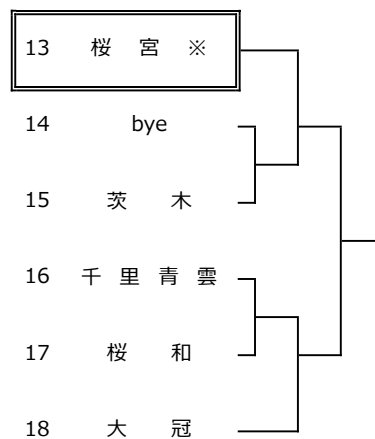 13 桜 宮 ※
14 bye
15 茨 木
16 千 里 青 雲
17 桜 和
18 大 冠